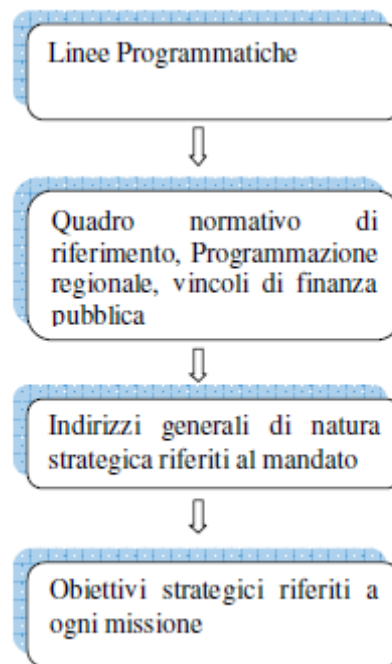 Linee Programmatiche
Quadro normativo di
riferimento, Programmazione
regionale, vincoli di finanza
pubblica
Indirizzi generali di natura
strategica riferiti al mandato
Obiettivi strategici riferiti a
ogni missione